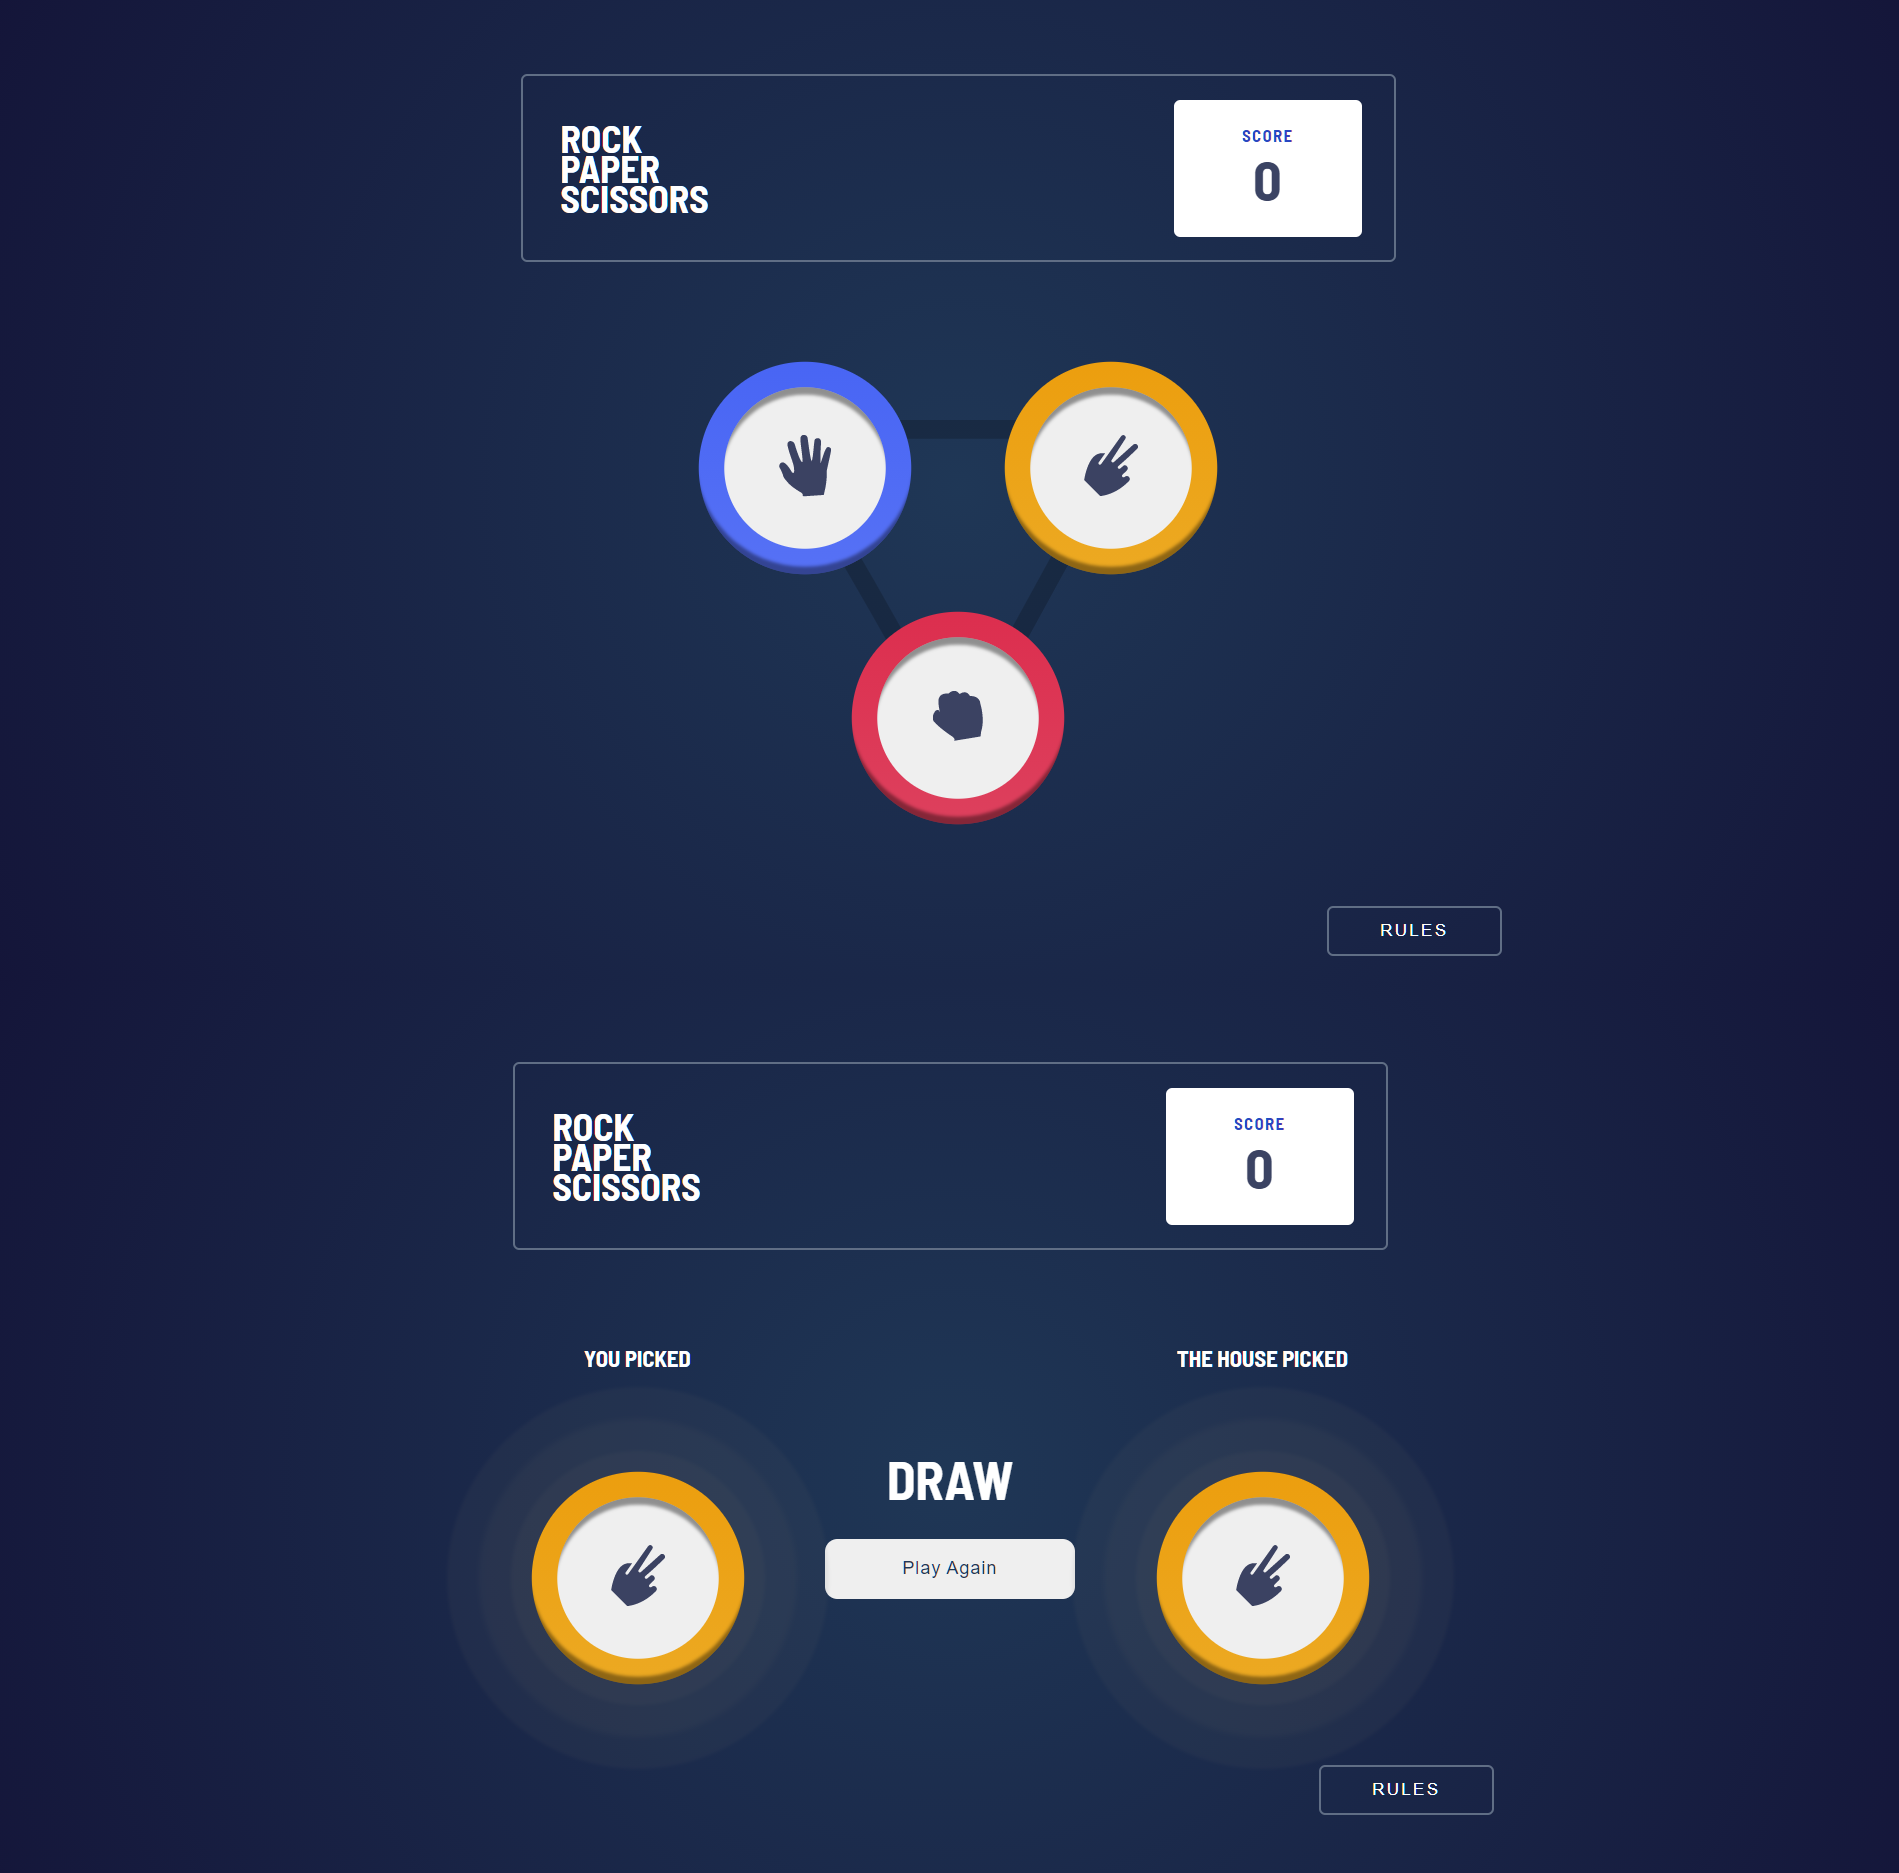 ROCK
PAPER
SCISSORS
SCORE
0
RULES
ROCK
PAPER
SCISSORS
SCORE
0
YOU PICKED
THE HOUSE PICKED
DRAW
Play Again
RULES